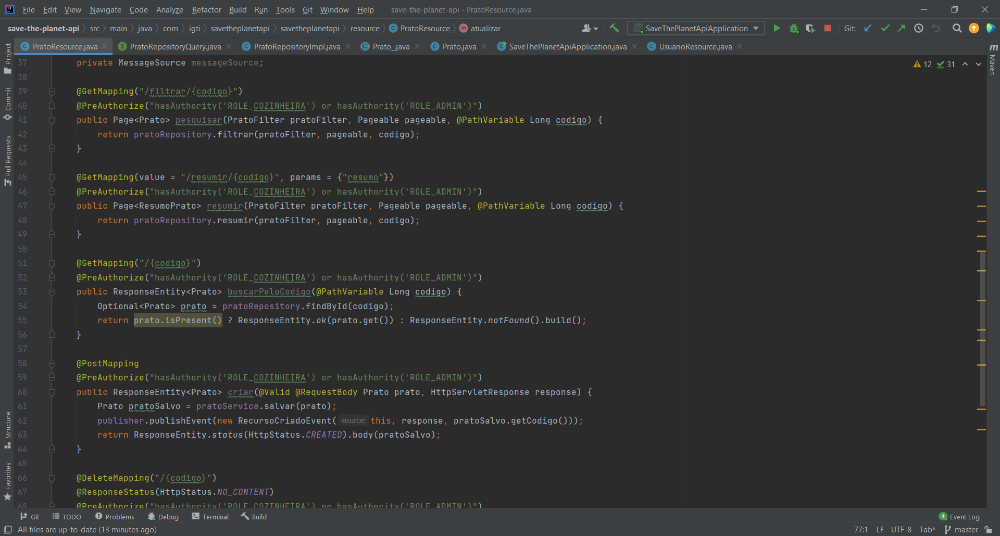 File Edit View Navigate Code Analyze Refactor Build Run Tools Git Window Help save-the-planet-api - PratoResource.java
save-the-planet-api src main java com igti savetheplanetapi savetheplanetapi resource C PratoResource m atualizar SaveThePlanetApiApplication Git:
C PratoResource.java I PratoRepositoryQuery.java C PratoRepositoryImpl.java C Prato_.java C Prato.java C SaveThePlanetApiApplication.java C UsuarioResource.java
Project
Commit
Pull Requests
Structure
Favorites
m Maven
12 31
37 private MessageSource messageSource;
38
39 @GetMapping("/filtrar/{codigo}")
40 @PreAuthorize("hasAuthority('ROLE_COZINHEIRA') or hasAuthority('ROLE_ADMIN')")
41 public Page<Prato> pesquisar(PratoFilter pratoFilter, Pageable pageable, @PathVariable Long codigo) {
42 return pratoRepository.filtrar(pratoFilter, pageable, codigo);
43 }
44
45 @GetMapping(value = "/resumir/{codigo}", params = {"resumo"})
46 @PreAuthorize("hasAuthority('ROLE_COZINHEIRA') or hasAuthority('ROLE_ADMIN')")
47 public Page<ResumoPrato> resumir(PratoFilter pratoFilter, Pageable pageable, @PathVariable Long codigo) {
48 return pratoRepository.resumir(pratoFilter, pageable, codigo);
49 }
50
51 @GetMapping("/{codigo}")
52 @PreAuthorize("hasAuthority('ROLE_COZINHEIRA') or hasAuthority('ROLE_ADMIN')")
53 public ResponseEntity<Prato> buscarPeloCodigo(@PathVariable Long codigo) {
54 Optional<Prato> prato = pratoRepository.findById(codigo);
55 return prato.isPresent() ? ResponseEntity.ok(prato.get()) : ResponseEntity.notFound().build();
56 }
57
58 @PostMapping
59 @PreAuthorize("hasAuthority('ROLE_COZINHEIRA') or hasAuthority('ROLE_ADMIN')")
60 public ResponseEntity<Prato> criar(@Valid @RequestBody Prato prato, HttpServletResponse response) {
61 Prato pratoSalvo = pratoService.salvar(prato);
62 publisher.publishEvent(new RecursoCriadoEvent( source: this, response, pratoSalvo.getCodigo()));
63 return ResponseEntity.status(HttpStatus.CREATED).body(pratoSalvo);
64 }
65
66 @DeleteMapping("/{codigo}")
67 @ResponseStatus(HttpStatus.NO_CONTENT)
68 @PreAuthorize("hasAuthority('ROLE_COZINHEIRA') or hasAuthority('ROLE_ADMIN')")
Git TODO Problems Debug Terminal Build 4 Event Log
All files are up-to-date (13 minutes ago) 77:1 LF UTF-8 Tab* master